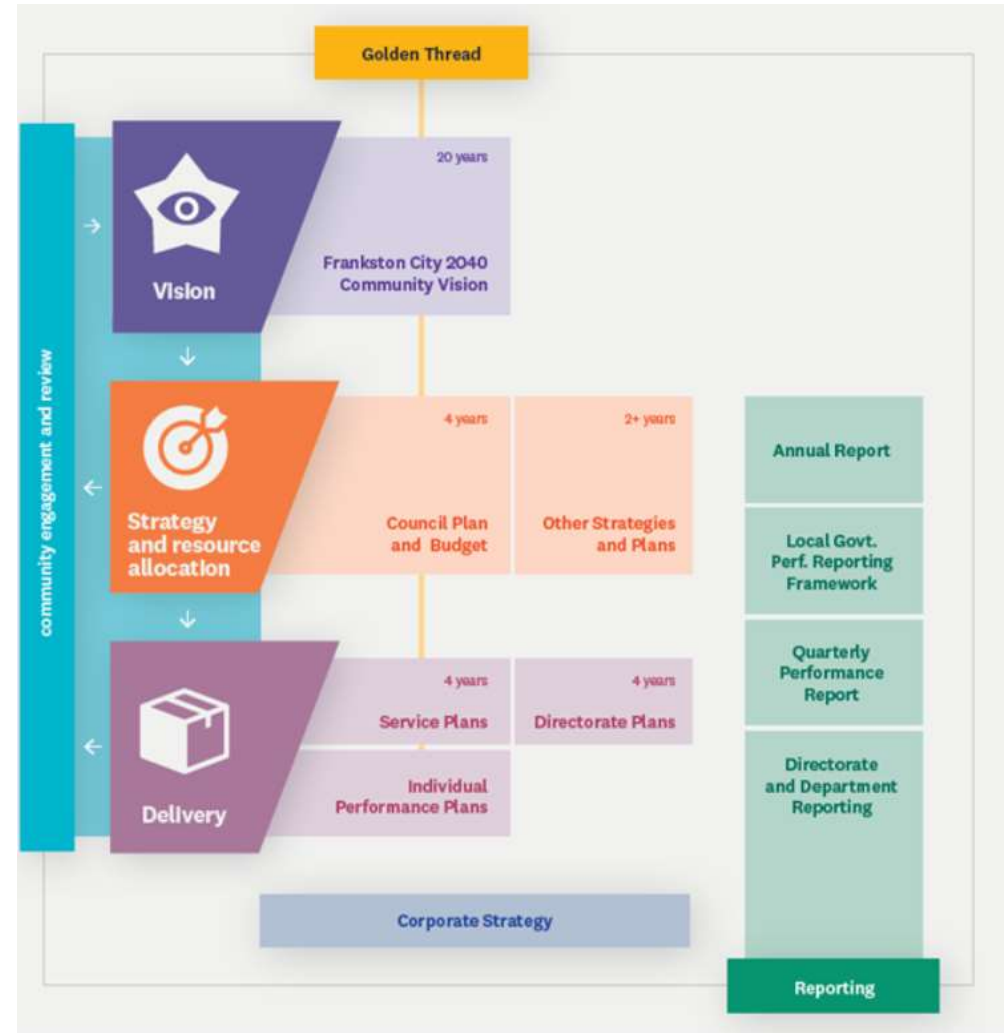 Golden Thread
community engagement and review
Vision
20 years
Frankston City 2040
Community Vision
Strategy
and resource
allocation
4 years
Council Plan
and Budget
2+ years
Other Strategies
and Plans
Delivery
4 years
Service Plans
4 years
Directorate Plans
Individual
Performance Plans
Corporate Strategy
Annual Report
Local Govt.
Perf. Reporting
Framework
Quarterly
Performance
Report
Directorate
and Department
Reporting
Reporting